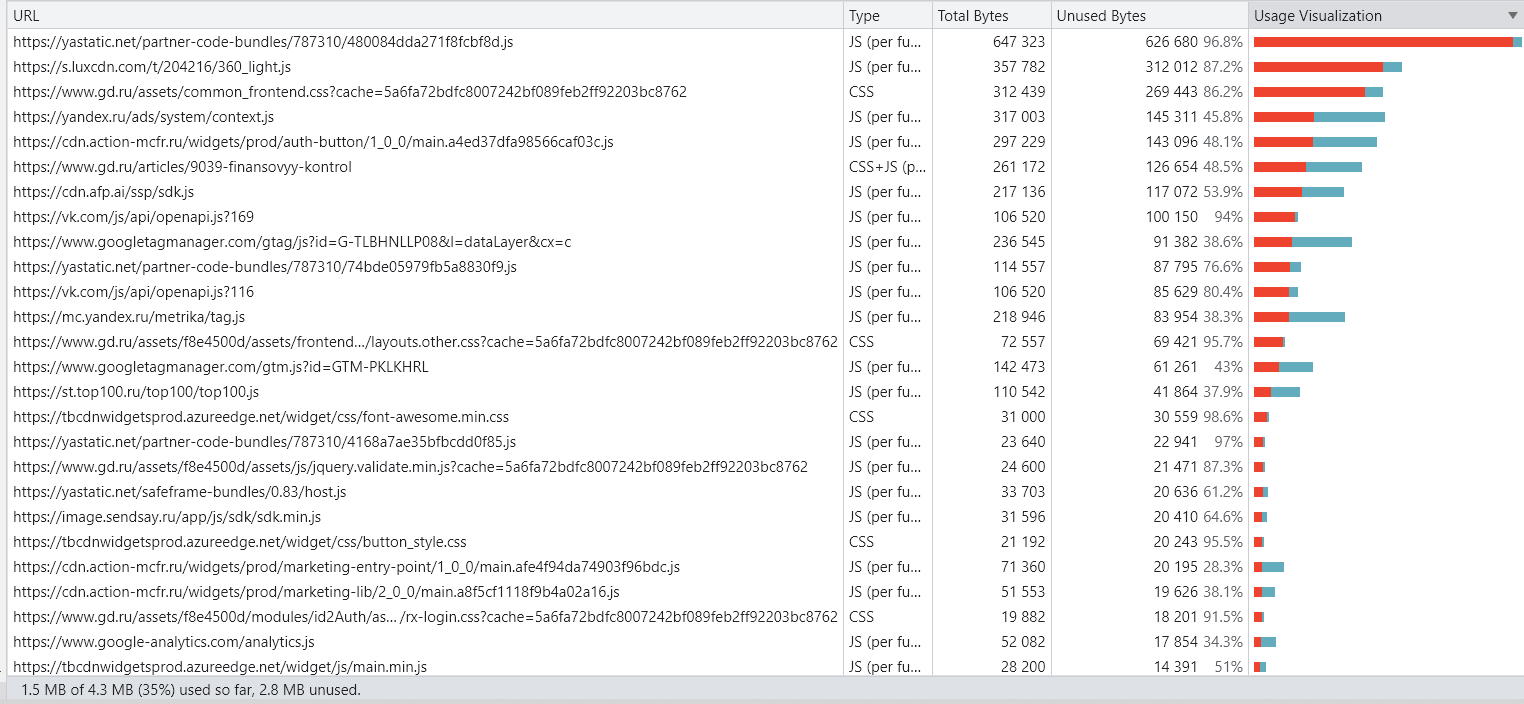 URL Type Total Bytes Unused Bytes Usage Visualization
https://yastatic.net/partner-code-bundles/787310/480084dda271f8fcbf8d.js JS (per fu... 647 323 626 680 96.8%
https://s.luxcdn.com/t/204216/360_light.js JS (per fu... 357 782 312 012 87.2%
https://www.gd.ru/assets/common_frontend.css?cache=5a6fa72bdfc8007242bf089feb2ff92203bc8762 CSS 312 439 269 443 86.2%
https://yandex.ru/ads/system/context.js JS (per fu... 317 003 145 311 45.8%
https://cdn.action-mcfr.ru/widgets/prod/auth-button/1_0_0/main.a4ed37dfa98566caf03c.js JS (per fu... 297 229 143 096 48.1%
https://www.gd.ru/articles/9039-finansovyy-kontrol CSS+JS (p... 261 172 126 654 48.5%
https://cdn.afp.ai/ssp/sdk.js JS (per fu... 217 136 117 072 53.9%
https://vk.com/js/api/openapi.js?169 JS (per fu... 106 520 100 150 94%
https://www.googletagmanager.com/gtag/js?id=G-TLBHNLLP08&l=dataLayer&cx=c JS (per fu... 236 545 91 382 38.6%
https://yastatic.net/partner-code-bundles/787310/74bde05979fb5a8830f9.js JS (per fu... 114 557 87 795 76.6%
https://vk.com/js/api/openapi.js?116 JS (per fu... 106 520 85 629 80.4%
https://mc.yandex.ru/metrika/tag.js JS (per fu... 218 946 83 954 38.3%
https://www.gd.ru/assets/f8e4500d/assets/frontend.../layouts.other.css?cache=5a6fa72bdfc8007242bf089feb2ff92203bc8762 CSS 72 557 69 421 95.7%
https://www.googletagmanager.com/gtm.js?id=GTM-PKLKHRL JS (per fu... 142 473 61 261 43%
https://st.top100.ru/top100/top100.js JS (per fu... 110 542 41 864 37.9%
https://tbcdnwidgetsprod.azureedge.net/widget/css/font-awesome.min.css CSS 31 000 30 559 98.6%
https://yastatic.net/partner-code-bundles/787310/4168a7ae35bfbcdd0f85.js JS (per fu... 23 640 22 941 97%
https://www.gd.ru/assets/f8e4500d/assets/js/jquery.validate.min.js?cache=5a6fa72bdfc8007242bf089feb2ff92203bc8762 JS (per fu... 24 600 21 471 87.3%
https://yastatic.net/safeframe-bundles/0.83/host.js JS (per fu... 33 703 20 636 61.2%
https://image.sendsay.ru/app/js/sdk/sdk.min.js JS (per fu... 31 596 20 410 64.6%
https://tbcdnwidgetsprod.azureedge.net/widget/css/button_style.css CSS 21 192 20 243 95.5%
https://cdn.action-mcfr.ru/widgets/prod/marketing-entry-point/1_0_0/main.afe4f94da74903f96bdc.js JS (per fu... 71 360 20 195 28.3%
https://cdn.action-mcfr.ru/widgets/prod/marketing-lib/2_0_0/main.a8f5cf1118f9b4a02a16.js JS (per fu... 51 553 19 626 38.1%
https://www.gd.ru/assets/f8e4500d/modules/id2Auth/as... /rx-login.css?cache=5a6fa72bdfc8007242bf089feb2ff92203bc8762 CSS 19 882 18 201 91.5%
https://www.google-analytics.com/analytics.js JS (per fu... 52 082 17 854 34.3%
https://tbcdnwidgetsprod.azureedge.net/widget/js/main.min.js JS (per fu... 28 200 14 391 51%
1.5 MB of 4.3 MB (35%) used so far, 2.8 MB unused.